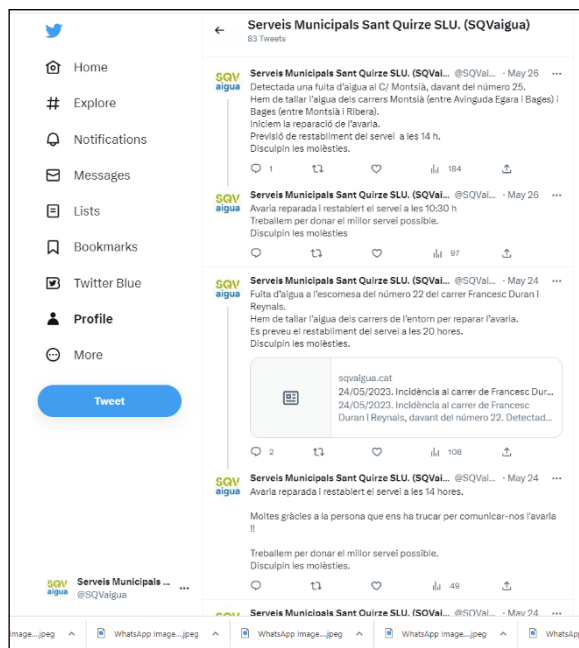 Serveis Municipals Sant Quirze SLU. (SQVaigua)
83 Tweets
Home
Explore
Notifications
Messages
Lists
Bookmarks
Twitter Blue
Profile
More
Tweet
Serveis Municipals ...
@SQVaigua
SQV
aigua
SQV
aigua
Serveis Municipals Sant Quirze SLU. (SQVai... @SQVai... · May 26
Detectada una fuita d'aigua al C/ Montsià, davant del número 25.
Hem de tallar l'aigua dels carrers Montsià (entre Avinguda Egara i Bages) i
Bages (entre Montsià i Ribera).
Iniciem la reparació de l'avaria.
Previsió de restabliment del servei a les 14 h.
Disculpin les molèsties.
1 184
SQV
aigua
Serveis Municipals Sant Quirze SLU. (SQVai... @SQVai... · May 26
Avaria reparada i restablert el servei a les 10:30 h
Treballem per donar el millor servei possible.
Disculpin les molèsties
97
SQV
aigua
Serveis Municipals Sant Quirze SLU. (SQVai... @SQVai... · May 24
Fuita d'aigua a l'escomesa del número 22 del carrer Francesc Duran i
Reynals.
Hem de tallar l'aigua dels carrers de l'entorn per reparar l'avaria.
Es preveu el restabliment del servei a les 20 hores.
Disculpin les molèsties.
sqvaigua.cat
24/05/2023. Incidència al carrer de Francesc Dur...
24/05/2023. Incidència al carrer de Francesc
Duran i Reynals, davant del número 22. Detectad...
2 108
SQV
aigua
Serveis Municipals Sant Quirze SLU. (SQVai... @SQVai... · May 24
Avaria reparada i restablert el servei a les 14 hores.
Moltes gràcies a la persona que ens ha trucar per comunicar-nos l'avaria
!!
Treballem per donar el millor servei possible.
Disculpin les molèsties.
49
SQV
Serveis Municipals Sant Quirze SLU. (SQVai... @SQVai... · May 24
mage....jpeg
WhatsApp Image....jpeg
WhatsApp Image....jpeg
WhatsApp Image....jpeg
WhatsApp